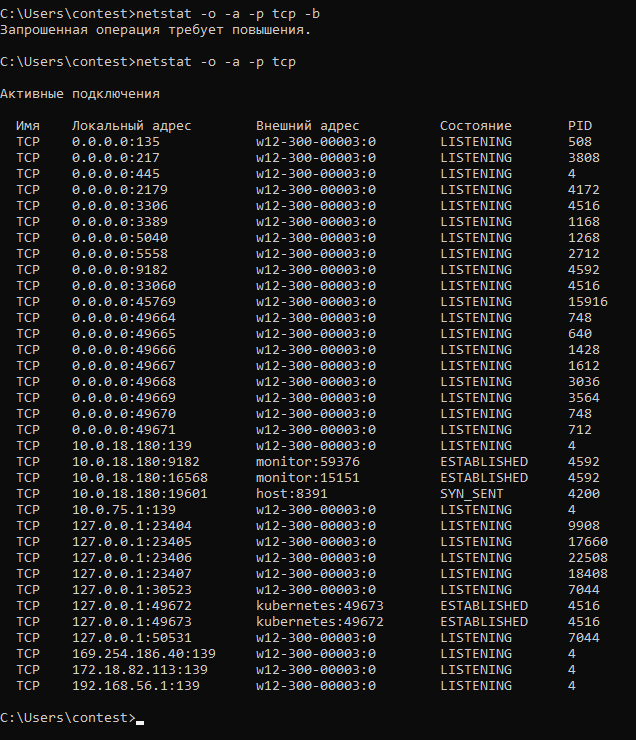 C:\Users\contest>netstat -o -a -p tcp -b
Запрошенная операция требует повышения.
C:\Users\contest>netstat -o -a -p tcp
Активные подключения
Имя Локальный адрес Внешний адрес Состояние PID
TCP 0.0.0.0:135 w12-300-00003:0 LISTENING 508
TCP 0.0.0.0:217 w12-300-00003:0 LISTENING 3808
TCP 0.0.0.0:445 w12-300-00003:0 LISTENING 4
TCP 0.0.0.0:2179 w12-300-00003:0 LISTENING 4172
TCP 0.0.0.0:3306 w12-300-00003:0 LISTENING 4516
TCP 0.0.0.0:3389 w12-300-00003:0 LISTENING 1168
TCP 0.0.0.0:5040 w12-300-00003:0 LISTENING 1268
TCP 0.0.0.0:5558 w12-300-00003:0 LISTENING 2712
TCP 0.0.0.0:9182 w12-300-00003:0 LISTENING 4592
TCP 0.0.0.0:33060 w12-300-00003:0 LISTENING 4516
TCP 0.0.0.0:45769 w12-300-00003:0 LISTENING 15916
TCP 0.0.0.0:49664 w12-300-00003:0 LISTENING 748
TCP 0.0.0.0:49665 w12-300-00003:0 LISTENING 640
TCP 0.0.0.0:49666 w12-300-00003:0 LISTENING 1428
TCP 0.0.0.0:49667 w12-300-00003:0 LISTENING 1612
TCP 0.0.0.0:49668 w12-300-00003:0 LISTENING 3036
TCP 0.0.0.0:49669 w12-300-00003:0 LISTENING 3564
TCP 0.0.0.0:49670 w12-300-00003:0 LISTENING 748
TCP 0.0.0.0:49671 w12-300-00003:0 LISTENING 712
TCP 10.0.18.180:139 w12-300-00003:0 LISTENING 4
TCP 10.0.18.180:9182 monitor:59376 ESTABLISHED 4592
TCP 10.0.18.180:16568 monitor:15151 ESTABLISHED 4592
TCP 10.0.18.180:19601 host:8391 SYN_SENT 4200
TCP 10.0.75.1:139 w12-300-00003:0 LISTENING 4
TCP 127.0.0.1:23404 w12-300-00003:0 LISTENING 9908
TCP 127.0.0.1:23405 w12-300-00003:0 LISTENING 17660
TCP 127.0.0.1:23406 w12-300-00003:0 LISTENING 22508
TCP 127.0.0.1:23407 w12-300-00003:0 LISTENING 18408
TCP 127.0.0.1:30523 w12-300-00003:0 LISTENING 7044
TCP 127.0.0.1:49672 kubernetes:49673 ESTABLISHED 4516
TCP 127.0.0.1:49673 kubernetes:49672 ESTABLISHED 4516
TCP 127.0.0.1:50531 w12-300-00003:0 LISTENING 7044
TCP 169.254.186.40:139 w12-300-00003:0 LISTENING 4
TCP 172.18.82.113:139 w12-300-00003:0 LISTENING 4
TCP 192.168.56.1:139 w12-300-00003:0 LISTENING 4
C:\Users\contest>